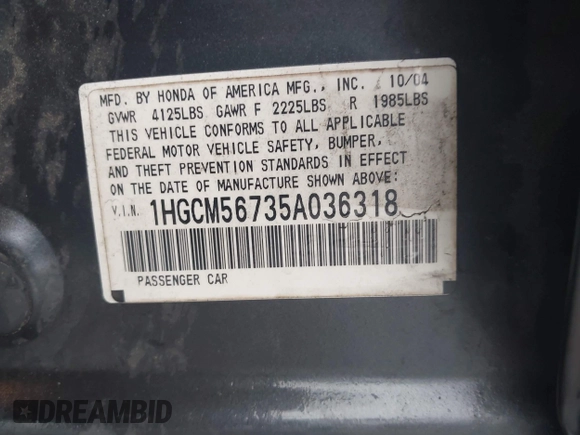 MFD. BY HONDA OF AMERICA MFG., INC. 10/04
GVWR 4125LBS GAWR F 2225LBS R 1985LBS
THIS VEHICLE CONFORMS TO ALL APPLICABLE
FEDERAL MOTOR VEHICLE SAFETY, BUMPER,
AND THEFT PREVENTION STANDARDS IN EFFECT
ON THE DATE OF MANUFACTURE SHOWN ABOVE:
V.I.N. 1HGCM56735A036318
PASSENGER CAR
DREAMBID